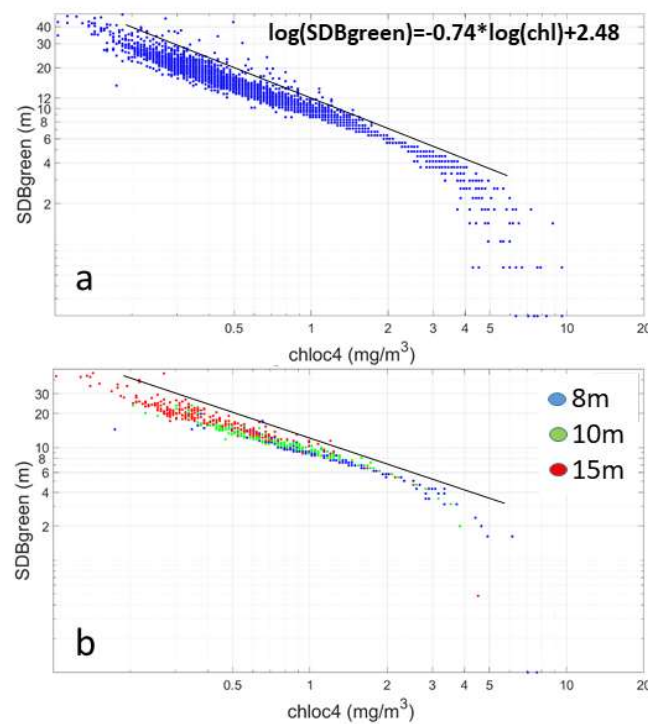 log(SDBgreen)=-0.74*log(chl)+2.48
40
30
20
12
10
8
6
4
2
SDBgreen (m)
a
0.5 1 2 3 4 5 10 20
chloc4 (mg/m³)
30
20
10
8
6
4
2
SDBgreen (m)
8m
10m
15m
b
0.5 1 2 3 4 5 10 20
chloc4 (mg/m³)